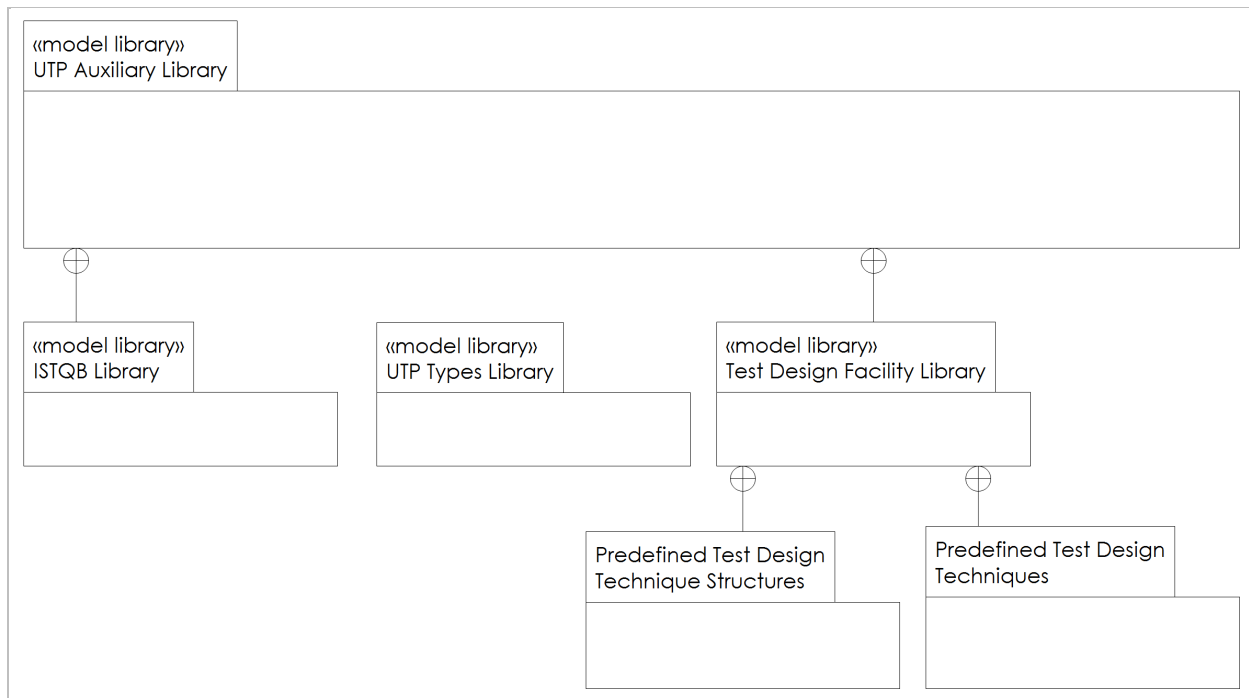 «model library»
UTP Auxiliary Library
«model library»
ISTQB Library
«model library»
UTP Types Library
«model library»
Test Design Facility Library
Predefined Test Design
Technique Structures
Predefined Test Design
Techniques